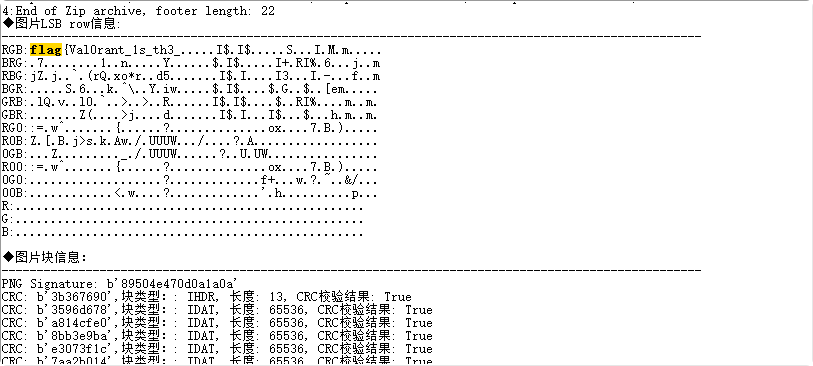 4:End of Zip archive, footer length: 22
◆图片LSB row信息:
RGB:flag{Val0rant_1s_th3_.....I$.I$.....S...I.M.m.....
BRG:.7........1..n.....Y......$.I$.....I+.RI%.6...j..m
RBG:jZ.j..`.(rQ.xo*r..d5......I$.I....I3...I.-...f..m
BGR:.....S.6...k.^\..Y.iw.....$.I$....$.G..$..[em.....
GRB:.lQ.v..lO.`..>..>..R......I$.I$.....I$.RI%....m..m.
GBR:.......Z(....>j....d......I$.I...I$...$...h.m..m.
RG0::=.w^.......{......?...............ox....7.B.).....
R0B:Z.[.B.j>s.k.Aw./.UUUW.../....?.A..................
0GB:...Z........._./.UUUW......?..U.UW................
R00::=.w^.......{......?...............ox....7.B.).....
0G0:....................?..............f+...w.?.~..&/...
00B:.............<.w....?..............'.h..........p...
R:..................................................
G:..................................................
B:..................................................
◆图片块信息:
PNG Signature: b'89504e470d0a1a0a'
CRC: b'3b367690',块类型: : IHDR, 长度: 13, CRC校验结果: True
CRC: b'3596d678',块类型: : IDAT, 长度: 65536, CRC校验结果: True
CRC: b'a814cfe0',块类型: : IDAT, 长度: 65536, CRC校验结果: True
CRC: b'8bb3e9ba',块类型: : IDAT, 长度: 65536, CRC校验结果: True
CRC: b'e3073f1c',块类型: : IDAT, 长度: 65536, CRC校验结果: True
CRC: b'7aa2b014',块类型: : IDAT, 长度: 65536, CRC校验结果: True